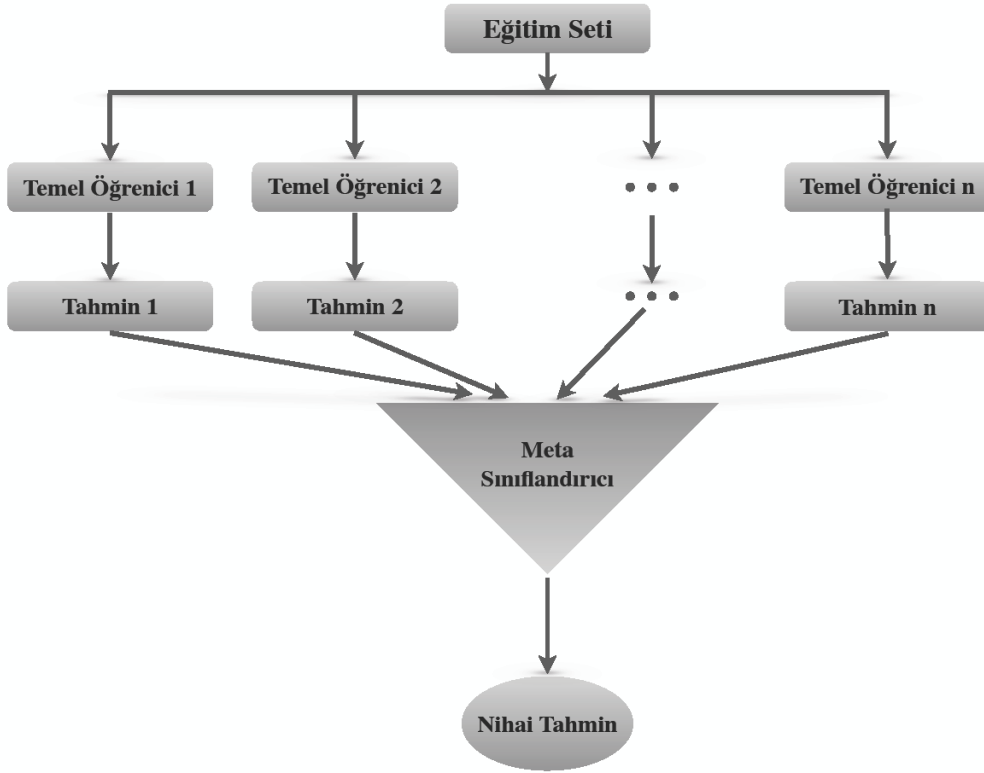 Eğitim Seti
Temel Öğrenici 1
Temel Öğrenici 2
• • •
Temel Öğrenici n
Tahmin 1
Tahmin 2
• • •
Tahmin n
Meta
Sınıflandırıcı
Nihai Tahmin